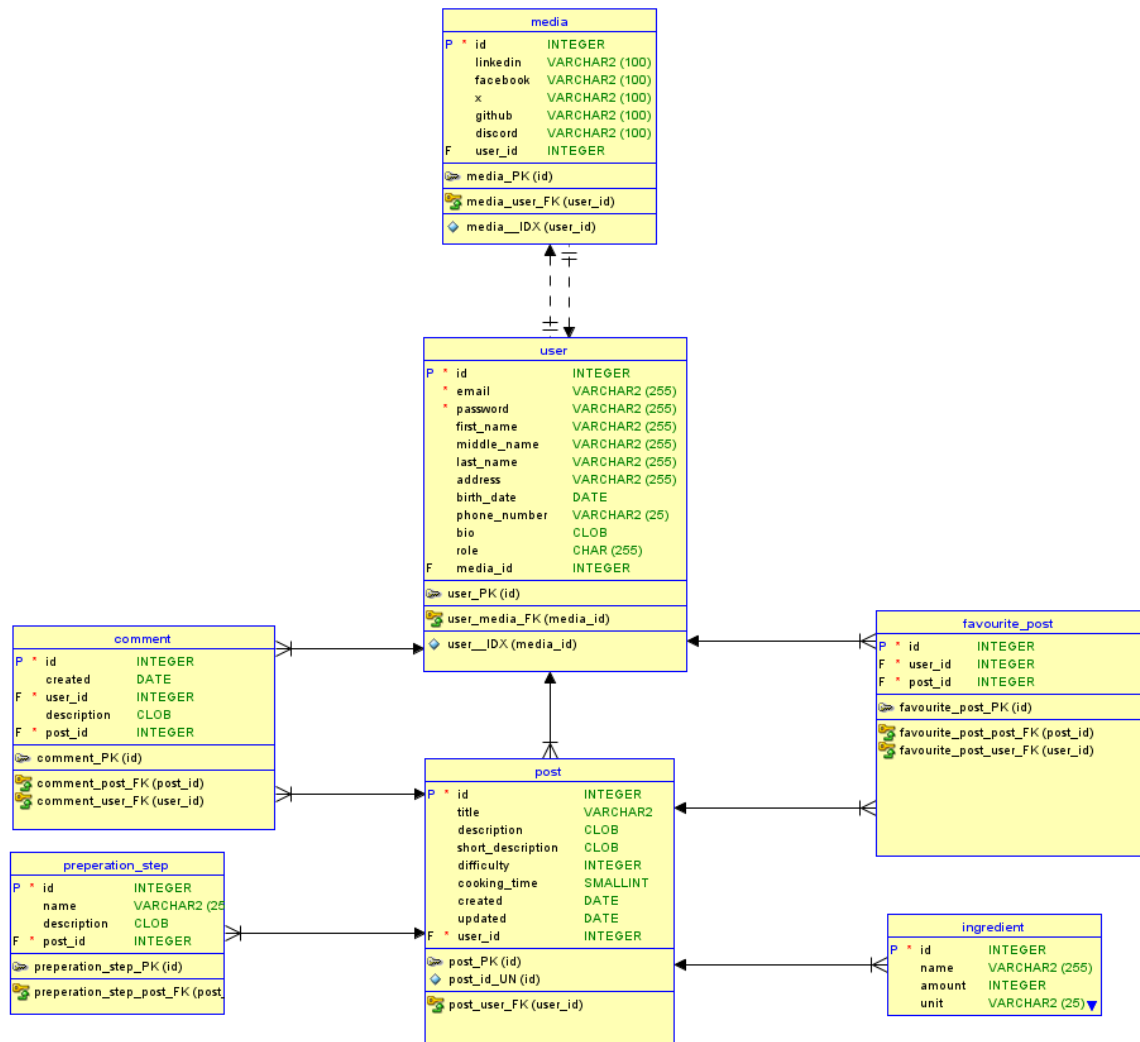 media
P * id INTEGER
linkedin VARCHAR2 (100)
facebook VARCHAR2 (100)
x VARCHAR2 (100)
github VARCHAR2 (100)
discord VARCHAR2 (100)
F user_id INTEGER
media_PK (id)
media_user_FK (user_id)
media__IDX (user_id)
user
P * id INTEGER
* email VARCHAR2 (255)
* password VARCHAR2 (255)
first_name VARCHAR2 (255)
middle_name VARCHAR2 (255)
last_name VARCHAR2 (255)
address VARCHAR2 (255)
birth_date DATE
phone_number VARCHAR2 (25)
bio CLOB
role CHAR (255)
F media_id INTEGER
user_PK (id)
user_media_FK (media_id)
user__IDX (media_id)
comment
P * id INTEGER
created DATE
F * user_id INTEGER
description CLOB
F * post_id INTEGER
comment_PK (id)
comment_post_FK (post_id)
comment_user_FK (user_id)
favourite_post
P * id INTEGER
F * user_id INTEGER
F * post_id INTEGER
favourite_post_PK (id)
favourite_post_post_FK (post_id)
favourite_post_user_FK (user_id)
post
P * id INTEGER
title VARCHAR2
description CLOB
short_description CLOB
difficulty INTEGER
cooking_time SMALLINT
created DATE
updated DATE
F * user_id INTEGER
post_PK (id)
post_id_UN (id)
post_user_FK (user_id)
preperation_step
P * id INTEGER
name VARCHAR2 (25
description CLOB
F * post_id INTEGER
preperation_step_PK (id)
preperation_step_post_FK (post_
ingredient
P * id INTEGER
name VARCHAR2 (255)
amount INTEGER
unit VARCHAR2 (25)